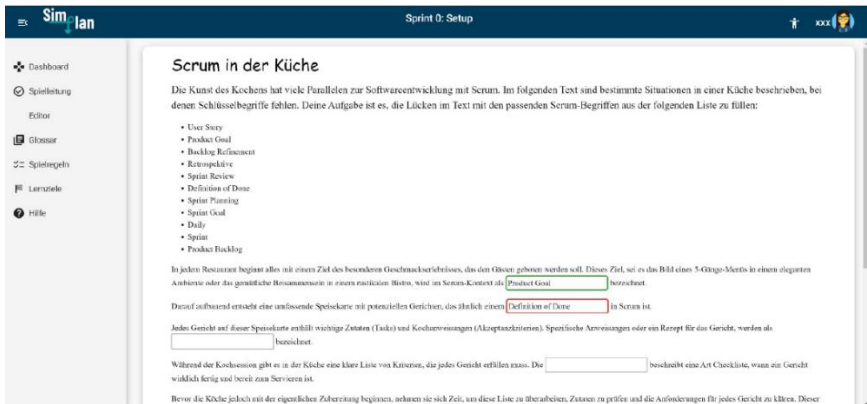 Simplan
Sprint 0: Setup
xxx
Dashboard
Spielleitung
Editor
Glossar
Spielregeln
Lernziele
Hilfe
Scrum in der Küche
Die Kunst des Kochens hat viele Parallelen zur Softwareentwicklung mit Scrum. Im folgenden Text sind bestimmte Situationen in einer Küche beschrieben, bei
denen Schlüsselbegriffe fehlen. Deine Aufgabe ist es, die Lücken im Text mit den passenden Scrum-Begriffen aus der folgenden Liste zu füllen:
• User Story
• Product Goal
• Backlog Refinement
• Retrospektive
• Sprint Review
• Definition of Done
• Sprint Planning
• Sprint Goal
• Daily
• Sprint
• Product Backlog
In jedem Restaurant beginnt alles mit einem Ziel des besonderen Geschmackserlebnisses, das den Gästen geboten werden soll. Dieses Ziel, sei es das Bild eines 5-Gänge-Menüs in einem eleganten
Ambiente oder das gemütliche Beisammensein in einem rustikalen Bistro, wird im Scrum-Kontext als Product Goal bezeichnet.
Darauf aufbauend entsteht eine umfassende Speisekarte mit potenziellen Gerichten, das ähnlich einem Definition of Done in Scrum ist.
Jedes Gericht auf dieser Speisekarte enthält wichtige Zutaten (Tasks) und Kochanweisungen (Akzeptanzkriterien). Spezifische Anweisungen oder ein Rezept für das Gericht, werden als
bezeichnet.
Während der Kochsession gibt es in der Küche eine klare Liste von Kriterien, die jedes Gericht erfüllen muss. Die beschreibt eine Art Checkliste, wann ein Gericht
wirklich fertig und bereit zum Servieren ist.
Bevor die Küche jedoch mit der eigentlichen Zubereitung beginnen, nehmen sie sich Zeit, um diese Liste zu überarbeiten, Zutaten zu prüfen und die Anforderungen für jedes Gericht zu klären. Dieser